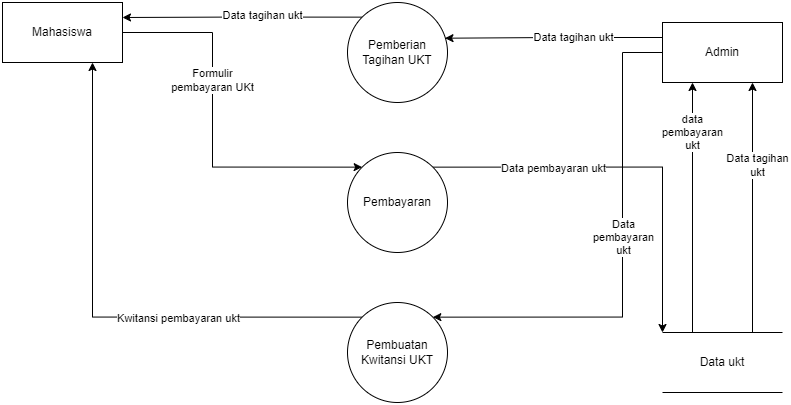 Data tagihan ukt
Mahasiswa
Pemberian
Tagihan UKT
Data tagihan ukt
Admin
Formulir
pembayaran UKt
data
pembayaran
ukt
Data tagihan
ukt
Data pembayaran ukt
Pembayaran
Data
pembayaran
ukt
Kwitansi pembayaran ukt
Pembuatan
Kwitansi UKT
Data ukt